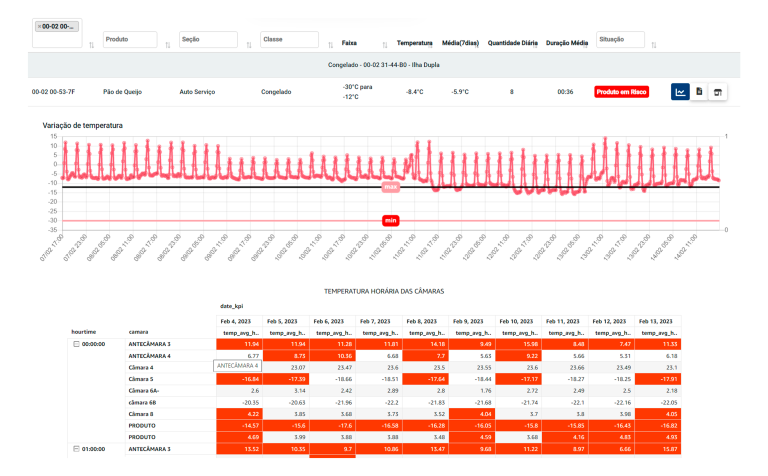 ×00-02 00-...
Produto Seção Classe Faixa Temperatura Média(7dias) Quantidade Diária Duração Média Situação
Congelado - 00-02 31-44-B0 - Ilha Dupla
00-02 00-53-7F Pão de Queijo Auto Serviço Congelado -30°C para -12°C -8.4°C -5.9°C 8 00:36 Produto em Risco
Variação de temperatura
15
10
5
0
-5
-10
-15
-20
-25
-30
-35
1
0
max
min
07/02 17:00 07/02 23:00 08/02 05:00 08/02 11:00 08/02 17:00 08/02 23:00 09/02 05:00 09/02 11:00 09/02 17:00 09/02 23:00 10/02 05:00 10/02 11:00 10/02 17:00 10/02 23:00 11/02 05:00 11/02 11:00 11/02 17:00 11/02 23:00 12/02 05:00 12/02 11:00 12/02 17:00 12/02 23:00 13/02 05:00 13/02 11:00 13/02 17:00 13/02 23:00 14/02 05:00 14/02 11:00
TEMPERATURA HORÁRIA DAS CÂMARAS
date_kpi
Feb 4, 2023 Feb 5, 2023 Feb 6, 2023 Feb 7, 2023 Feb 8, 2023 Feb 9, 2023 Feb 10, 2023 Feb 11, 2023 Feb 12, 2023 Feb 13, 2023
hourtime camara temp_avg_h.. temp_avg_h.. temp_avg_h.. temp_avg_h.. temp_avg_h.. temp_avg_h.. temp_avg_h.. temp_avg_h.. temp_avg_h.. temp_avg_h..
00:00:00 ANTECÂMARA 3 11.94 11.94 11.28 11.81 14.18 9.49 15.98 8.48 7.47 11.33
ANTECÂMARA 4 6.77 8.73 10.36 6.68 7.7 5.63 9.22 5.66 5.31 6.18
Câmara 4 ANTECÂMARA 4 23.07 23.47 23.6 23.5 23.55 23.6 23.66 23.49 23.1
Câmara 5 -16.84 -17.39 -18.66 -18.51 -17.64 -18.44 -17.17 -18.27 -18.25 -17.91
Câmara 6A- 2.6 3.14 2.42 2.89 2.8 1.76 2.72 2.49 2.5 2.18
câmara 6B -20.35 -20.63 -21.96 -22.2 -21.83 -21.68 -21.74 -22.1 -22.16 -22.05
Câmara 8 4.22 3.85 3.68 3.73 3.52 4.04 3.7 3.8 3.98 4.05
PRODUTO -14.57 -15.6 -17.6 -16.58 -16.28 -16.05 -15.8 -15.85 -16.43 -16.82
PRODUTO 4.69 3.99 3.88 3.88 3.48 4.59 3.68 4.16 4.83 4.93
01:00:00 ANTECÂMARA 3 13.52 10.35 9.7 10.86 13.47 9.68 11.22 8.97 6.66 15.87